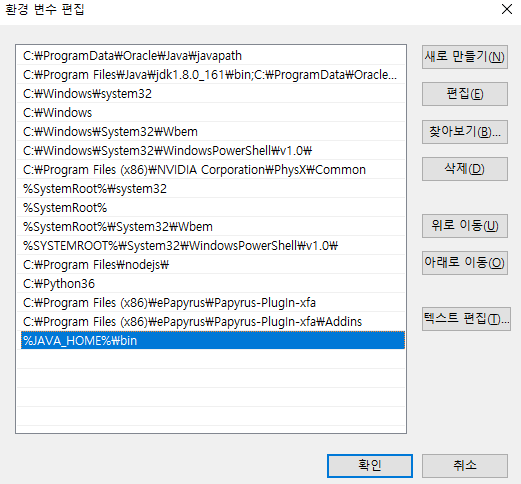 환경 변수 편집
C:₩ProgramData₩Oracle₩Java₩javapath
C:₩Program Files₩Java₩jdk1.8.0_161₩bin;C:₩ProgramData₩Oracle...
C:₩Windows₩system32
C:₩Windows
C:₩Windows₩System32₩Wbem
C:₩Windows₩System32₩WindowsPowerShell₩v1.0₩
C:₩Program Files (x86)₩NVIDIA Corporation₩PhysX₩Common
%SystemRoot%₩system32
%SystemRoot%
%SystemRoot%₩System32₩Wbem
%SYSTEMROOT%₩System32₩WindowsPowerShell₩v1.0₩
C:₩Program Files₩nodejs₩
C:₩Python36
C:₩Program Files (x86)₩ePapyrus₩Papyrus-PlugIn-xfa
C:₩Program Files (x86)₩ePapyrus₩Papyrus-PlugIn-xfa₩Addins
%JAVA_HOME%₩bin
새로 만들기(N)
편집(E)
찾아보기(B)...
삭제(D)
위로 이동(U)
아래로 이동(O)
텍스트 편집(T)...
확인
취소